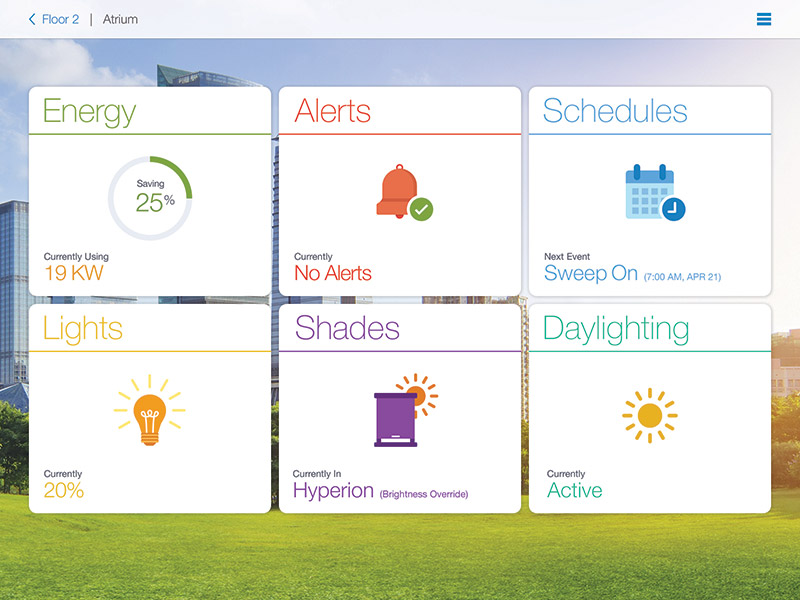 Floor 2 | Atrium
Energy
Saving
25%
Currently Using
19 KW
Alerts
Currently
No Alerts
Schedules
Next Event
Sweep On (7:00 AM, APR 21)
Lights
Currently
20%
Shades
Currently In
Hyperion (Brightness Override)
Daylighting
Currently
Active